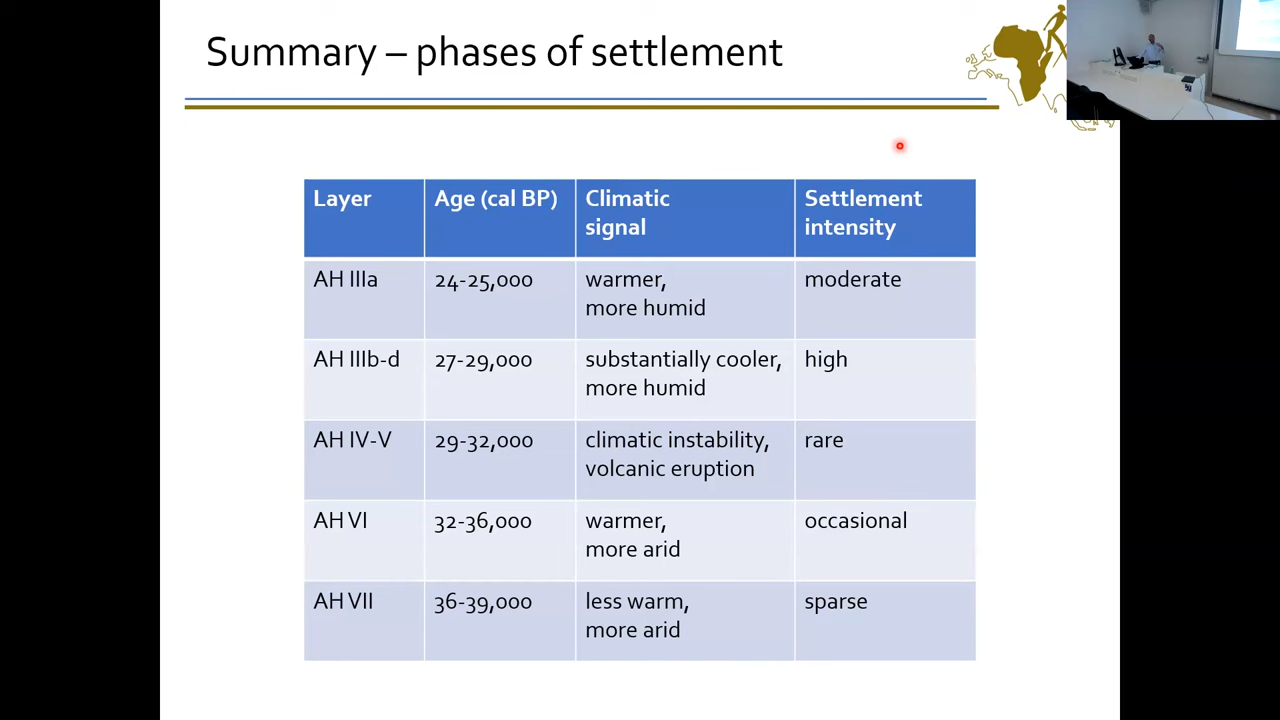 Summary – phases of settlement
Layer
Age (cal BP)
Climatic
signal
Settlement
intensity
AH IIIa
24-25,000
warmer,
more humid
moderate
AH IIIb-d
27-29,000
substantially cooler,
more humid
high
AH IV-V
29-32,000
climatic instability,
volcanic eruption
rare
AH VI
32-36,000
warmer,
more arid
occasional
AH VII
36-39,000
less warm,
more arid
sparse